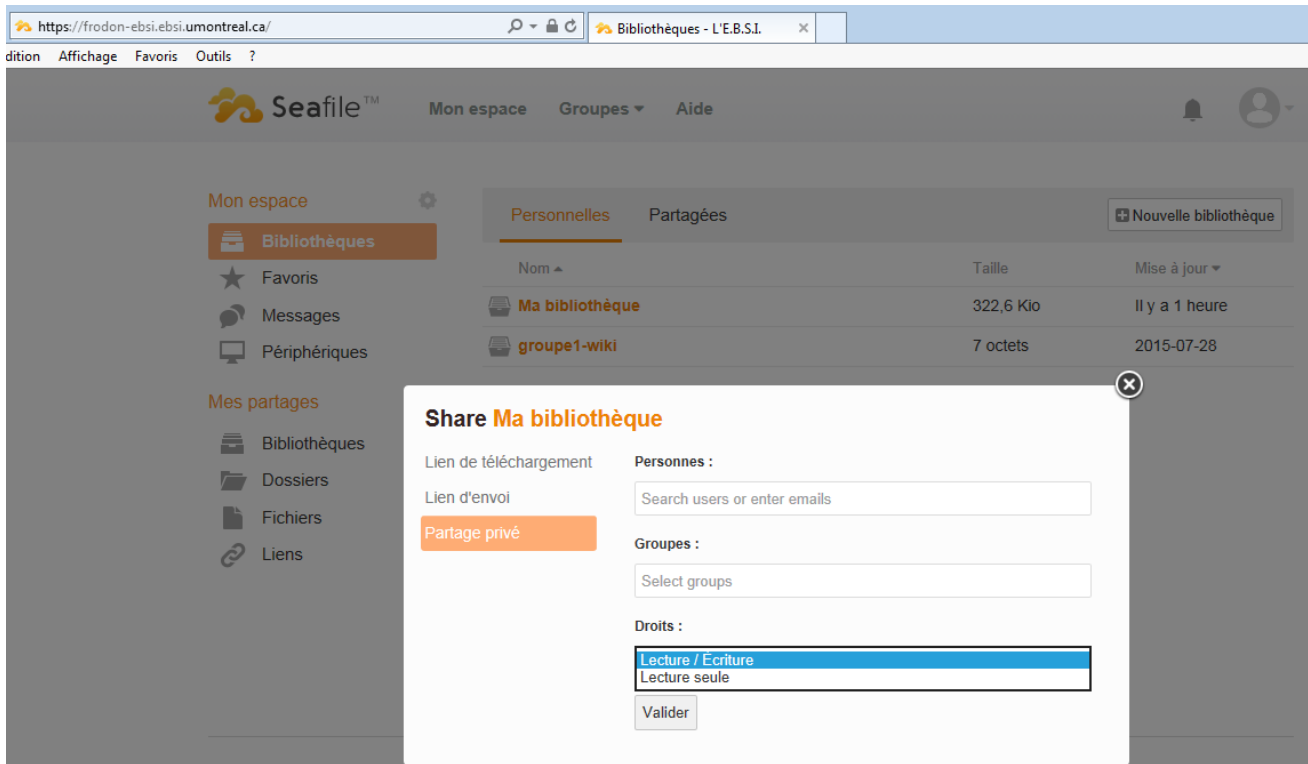 https://frodon-ebsi.ebsi.umontreal.ca/
Bibliothèques - L'E.B.S.I.
dition Affichage Favoris Outils ?
Seafile™ Mon espace Groupes Aide
Mon espace
Bibliothèques
Favoris
Messages
Périphériques
Mes partages
Bibliothèques
Dossiers
Fichiers
Liens
Personnelles Partagées Nouvelle bibliothèque
Nom Taille Mise à jour
Ma bibliothèque 322,6 Kio Il y a 1 heure
groupe1-wiki 7 octets 2015-07-28
Share Ma bibliothèque
Lien de téléchargement
Lien d'envoi
Partage privé
Personnes :
Search users or enter emails
Groupes :
Select groups
Droits :
Lecture / Écriture
Lecture seule
Valider